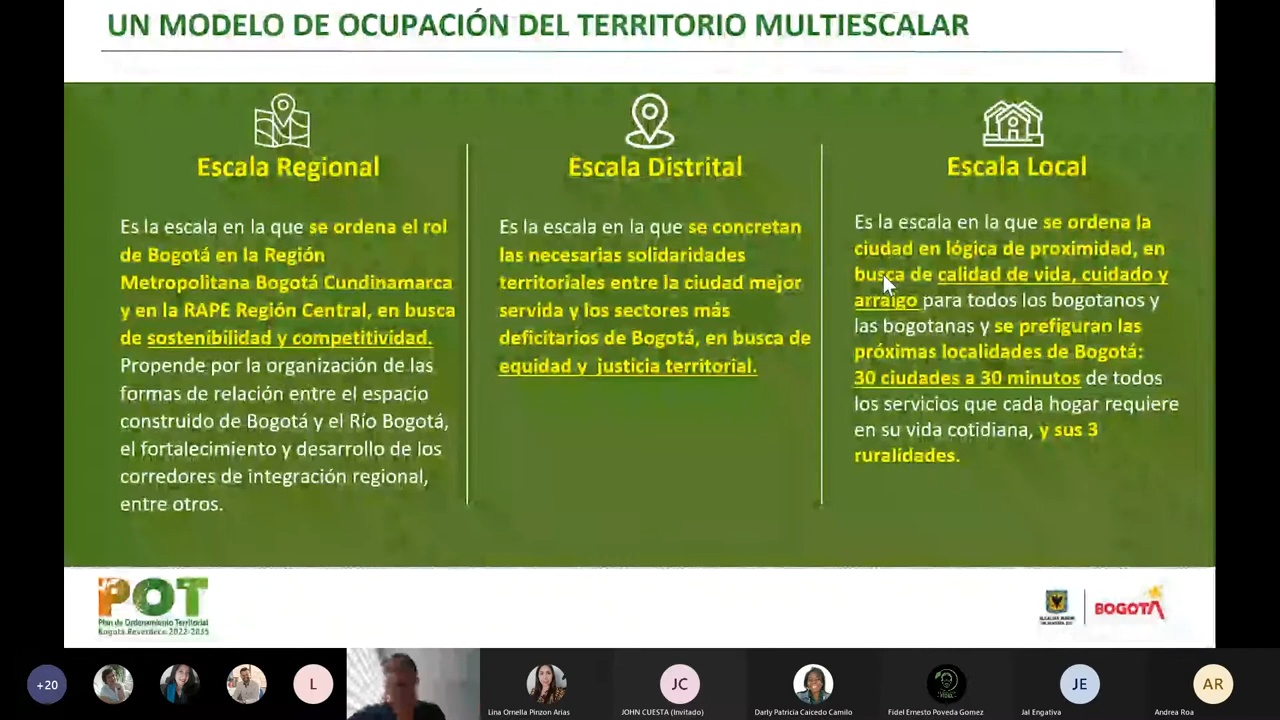 UN MODELO DE OCUPACIÓN DEL TERRITORIO MULTIESCALAR
Escala Regional
Es la escala en la que se ordena el rol
de Bogotá en la Región
Metropolitana Bogotá Cundinamarca
y en la RAPE Región Central, en busca
de sostenibilidad y competitividad.
Propende por la organización de las
formas de relación entre el espacio
construido de Bogotá y el Río Bogotá,
el fortalecimiento y desarrollo de los
corredores de integración regional,
entre otros.
Escala Distrital
Es la escala en la que se concretan
las necesarias solidaridades
territoriales entre la ciudad mejor
servida y los sectores más
deficitarios de Bogotá, en busca de
equidad y justicia territorial.
Escala Local
Es la escala en la que se ordena la
ciudad en lógica de proximidad, en
busca de calidad de vida, cuidado y
arraigo para todos los bogotanos y
las bogotanas y se prefiguran las
próximas localidades de Bogotá:
30 ciudades a 30 minutos de todos
los servicios que cada hogar requiere
en su vida cotidiana, y sus 3
ruralidades.
POT
Plan de Ordenamiento Territorial
Bogotá Reverdece 2022-2035
BOGOTÁ
+20
L
JC
JE
AR
Lina Ornella Pinzon Arias
JOHN CUESTA (Invitado)
Darly Patricia Caicedo Camilo
Fidel Ernesto Poveda Gomez
Jal Engativa
Andrea Roa